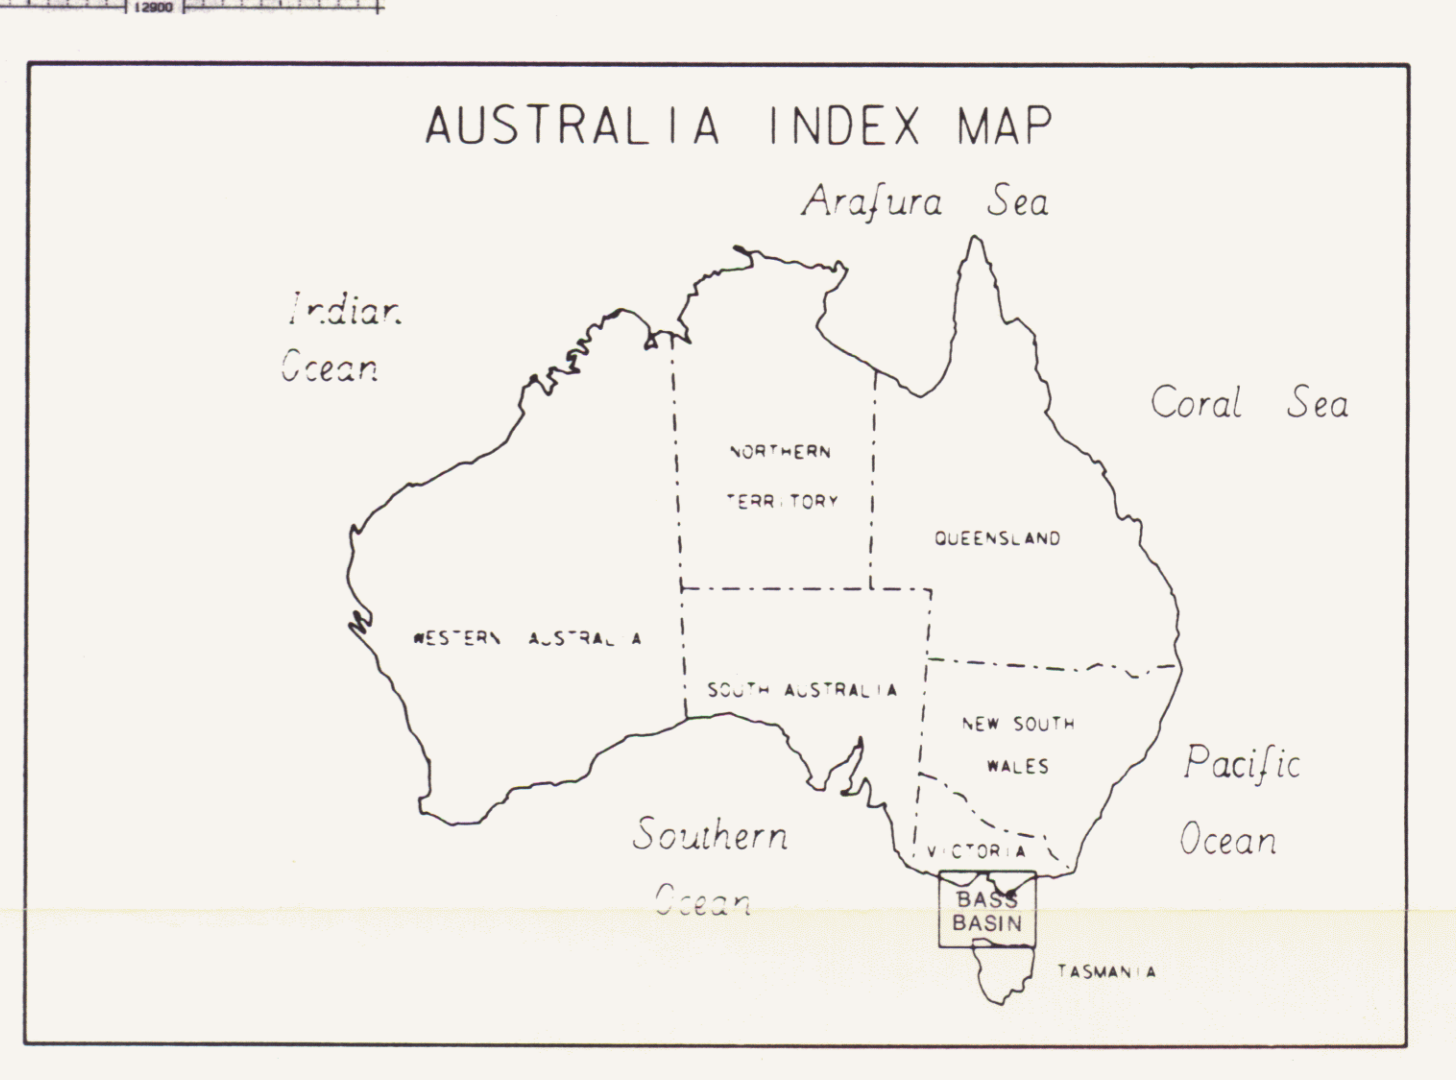 12900
AUSTRALIA INDEX MAP
Arafura Sea
Indian
Ocean
Coral Sea
NORTHERN
TERRITORY
QUEENSLAND
WESTERN AUSTRALIA
SOUTH AUSTRALIA
NEW SOUTH
WALES
Pacific
Ocean
Southern
Ocean
VICTORIA
BASS
BASIN
TASMANIA